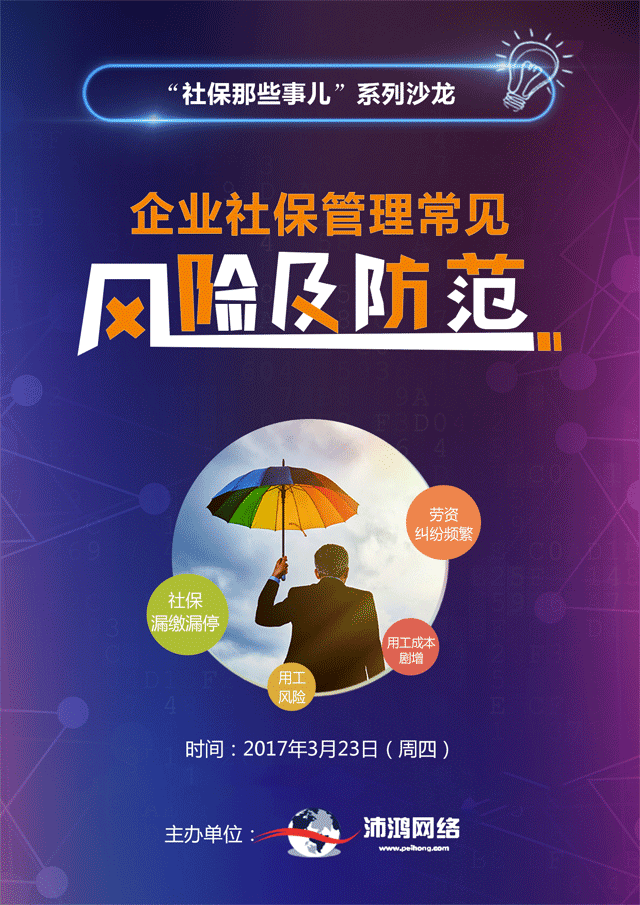 “社保那些事儿”系列沙龙
企业社保管理常见
风险及防范
劳资
纠纷频繁
社保
漏缴漏停
用工成本
剧增
用工
风险
时间：2017年3月23日（周四）
主办单位：
沛鸿网络
www.peihong.com